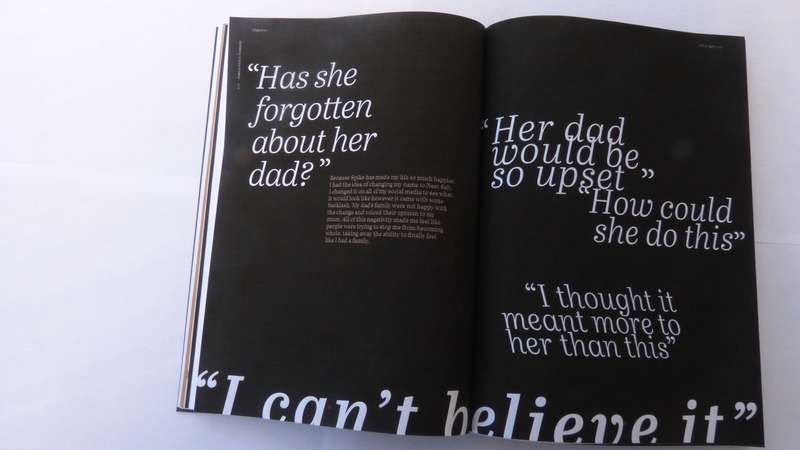 “Has she
forgotten
about her
dad?”
Because Spike has made my life so much happier,
I had the idea of changing my name to Neat Salt,
I changed it on all of my social media to see what
it would look like however it came with some
backlash. My dad's family were not happy with
the change and voiced their opinion to my
mum. All of this negativity made me feel like
people were trying to stop me from becoming
whole, taking away the ability to finally feel
like I had a family.
“Her dad
would be
so upset”
“How could
she do this”
“I thought it
meant more to
her than this”
“I can't believe it”